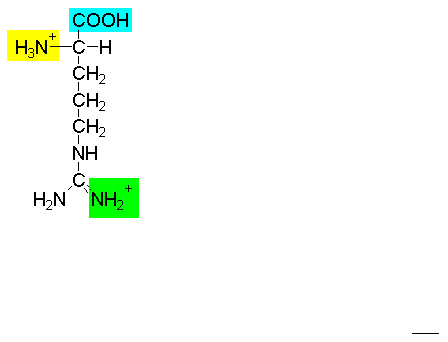 COOH
H₃N⁺ C H
CH₂
CH₂
CH₂
NH
C
H₂N NH₂⁺